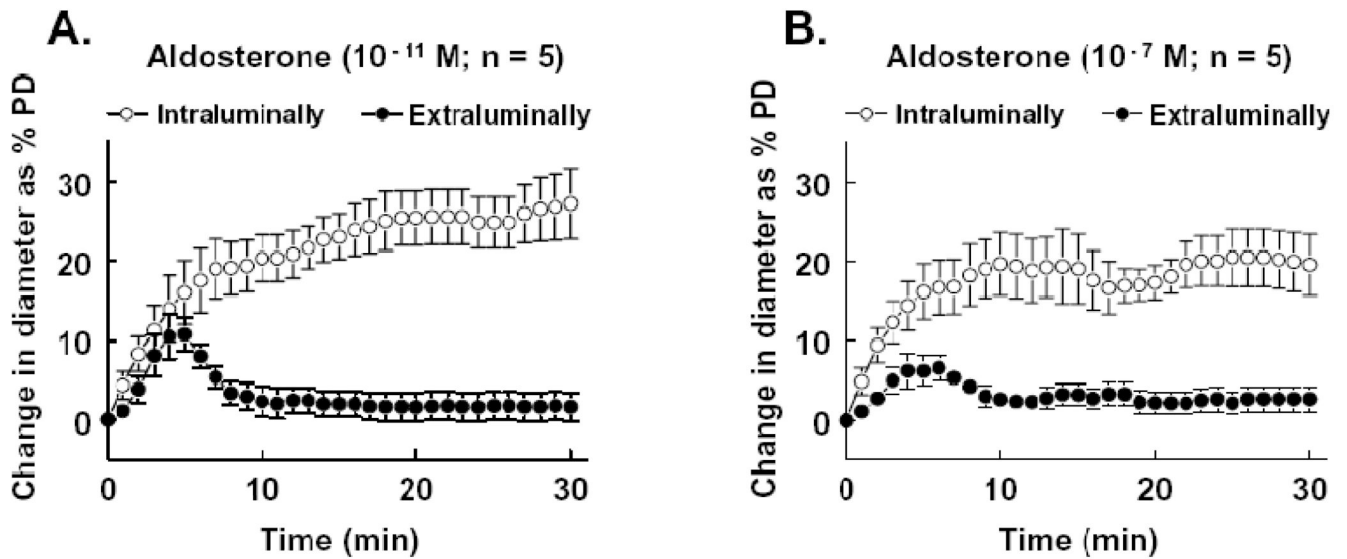 A.
Aldosterone (10⁻¹¹ M; n = 5)
Intraluminally Extraluminally
Change in diameter as % PD
30
20
10
0
0 10 20 30
Time (min)
B.
Aldosterone (10⁻⁷ M; n = 5)
Intraluminally Extraluminally
Change in diameter as % PD
30
20
10
0
0 10 20 30
Time (min)